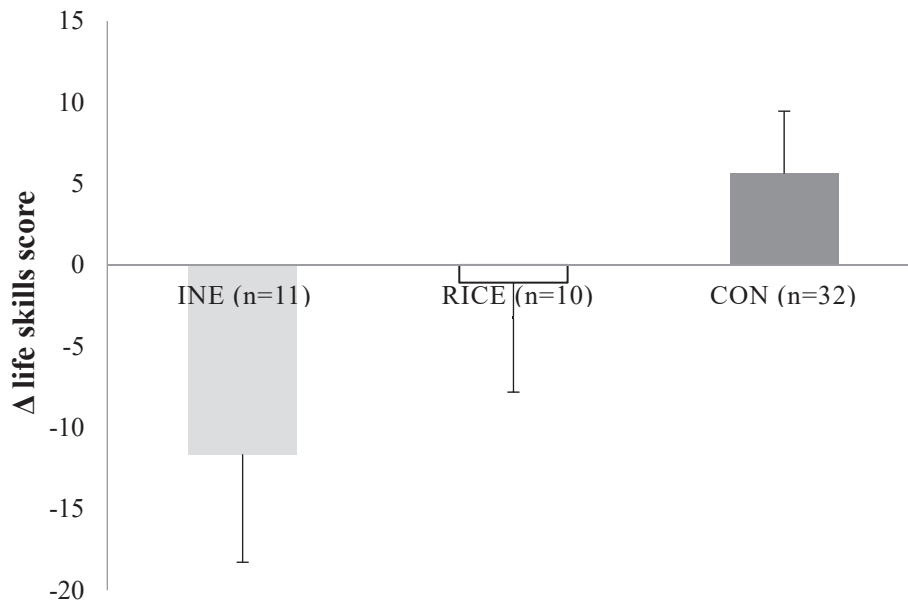 15
10
5
0
-5
-10
-15
-20
Δ life skills score
INE (n=11)
RICE (n=10)
CON (n=32)